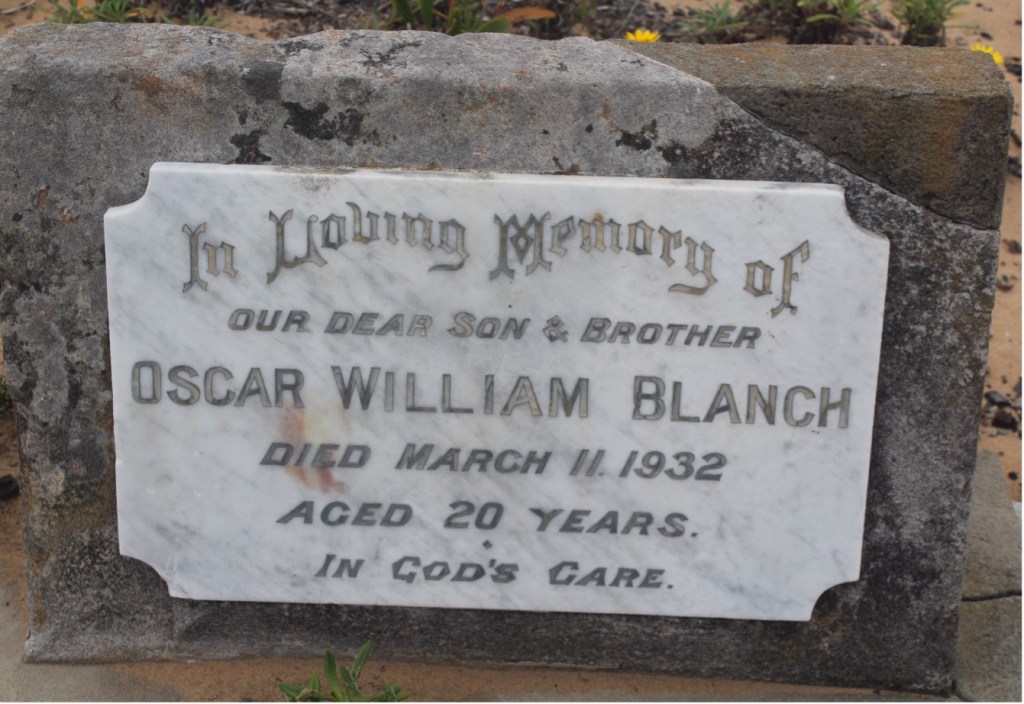 In Loving Memory of
OUR DEAR SON & BROTHER
OSCAR WILLIAM BLANCH
DIED MARCH 11. 1932
AGED 20 YEARS.
IN GOD'S CARE.